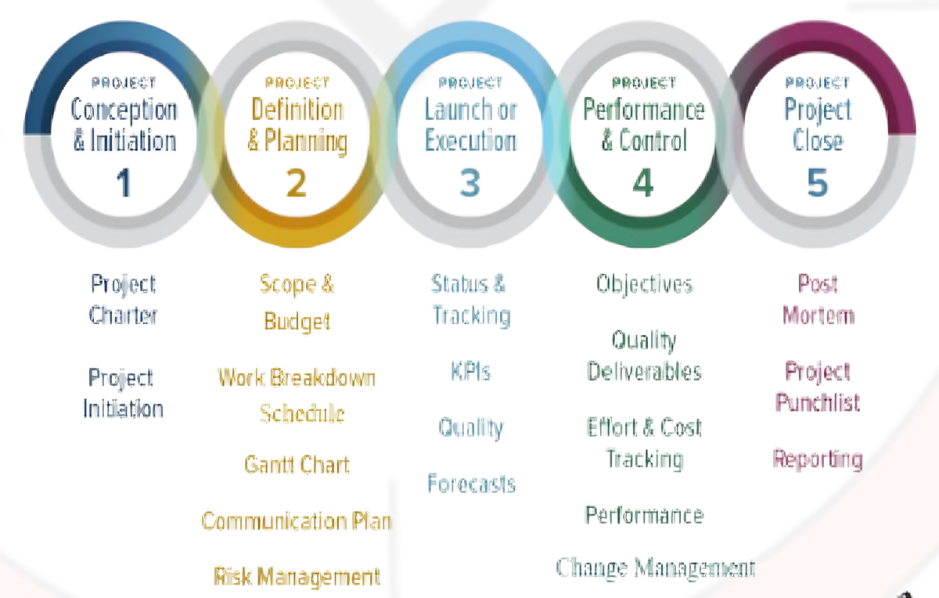 PROJECT
Conception
& Initiation
1
PROJECT
Definition
& Planning
2
PROJECT
Launch or
Execution
3
PROJECT
Performance
& Control
4
PROJECT
Project
Close
5
Project
Charter
Project
Initiation
Scope &
Budget
Work Breakdown
Schedule
Gantt Chart
Communication Plan
Risk Management
Status &
Tracking
KPIs
Quality
Forecasts
Objectives
Quality
Deliverables
Effort & Cost
Tracking
Performance
Change Management
Post
Mortem
Project
Punchlist
Reporting